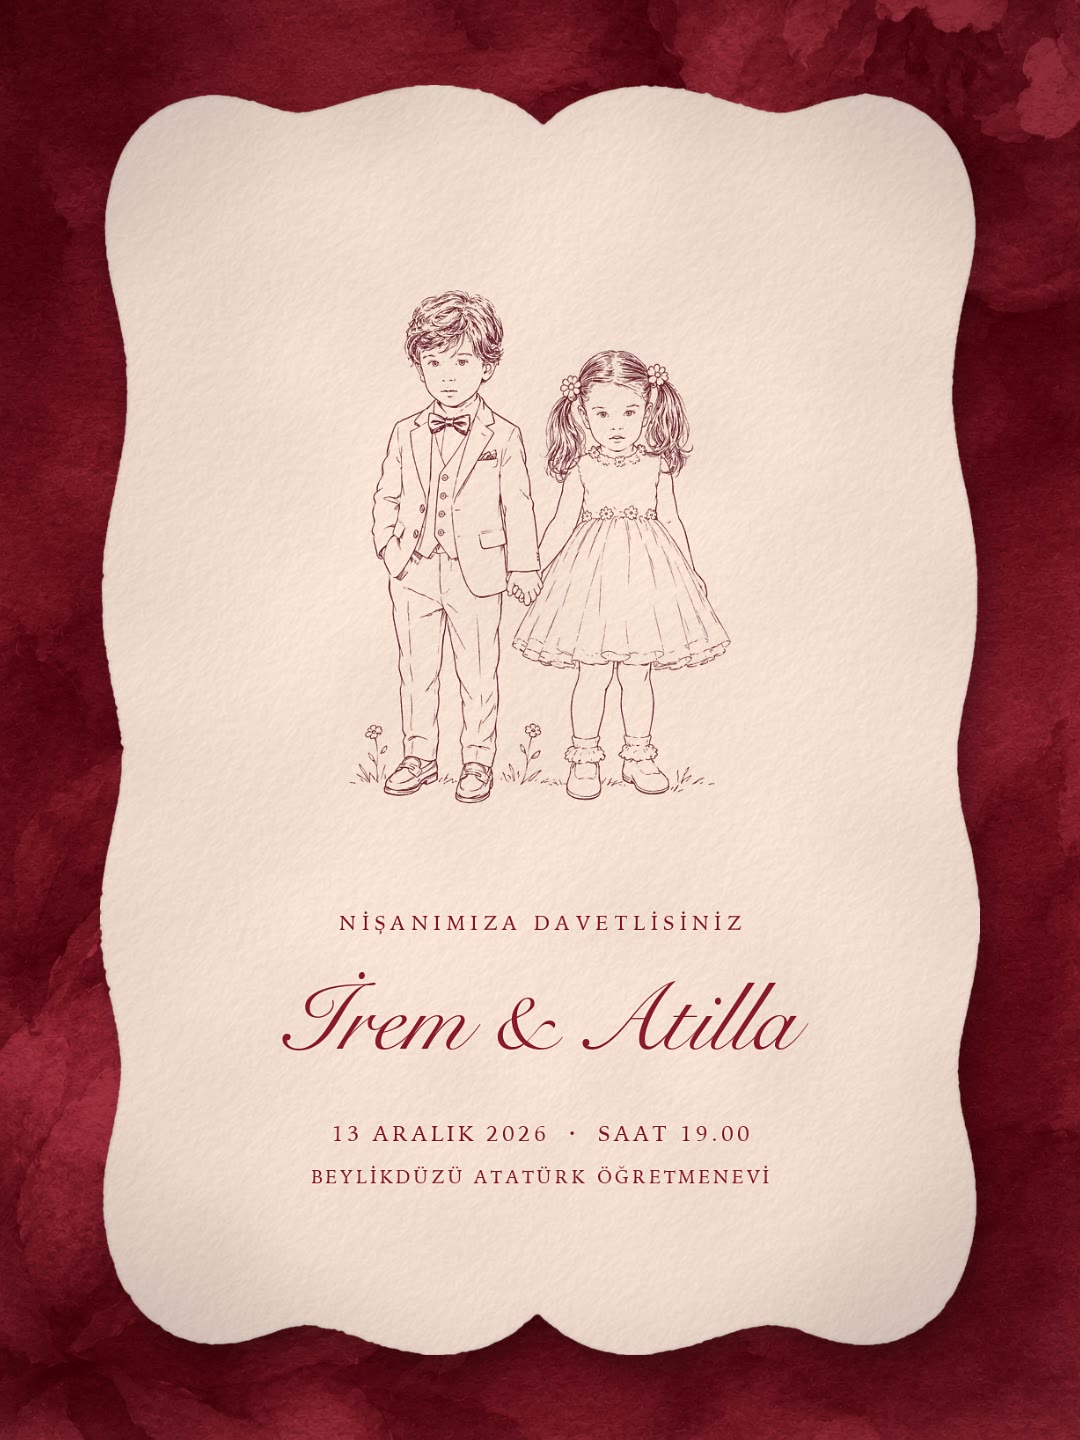 NİŞANIMIZA DAVETLİSİNİZ
İrem & Atilla
13 ARALIK 2026 · SAAT 19.00
BEYLİKDÜZÜ ATATÜRK ÖĞRETMENEVİ